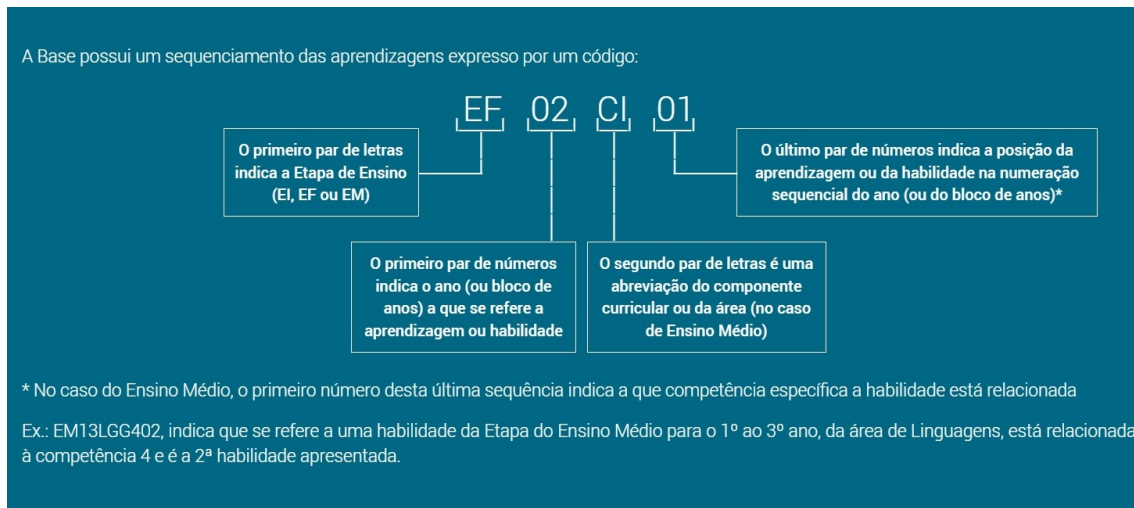 A Base possui um sequenciamento das aprendizagens expresso por um código:
EF 02 CI 01
O primeiro par de letras
indica a Etapa de Ensino
(EI, EF ou EM)
O último par de números indica a posição da
aprendizagem ou da habilidade na numeração
sequencial do ano (ou do bloco de anos)*
O primeiro par de números
indica o ano (ou bloco de
anos) a que se refere a
aprendizagem ou habilidade
O segundo par de letras é uma
abreviação do componente
curricular ou da área (no caso
de Ensino Médio)
* No caso do Ensino Médio, o primeiro número desta última sequência indica a que competência específica a habilidade está relacionada
Ex.: EM13LGG402, indica que se refere a uma habilidade da Etapa do Ensino Médio para o 1º ao 3º ano, da área de Linguagens, está relacionada
à competência 4 e é a 2ª habilidade apresentada.